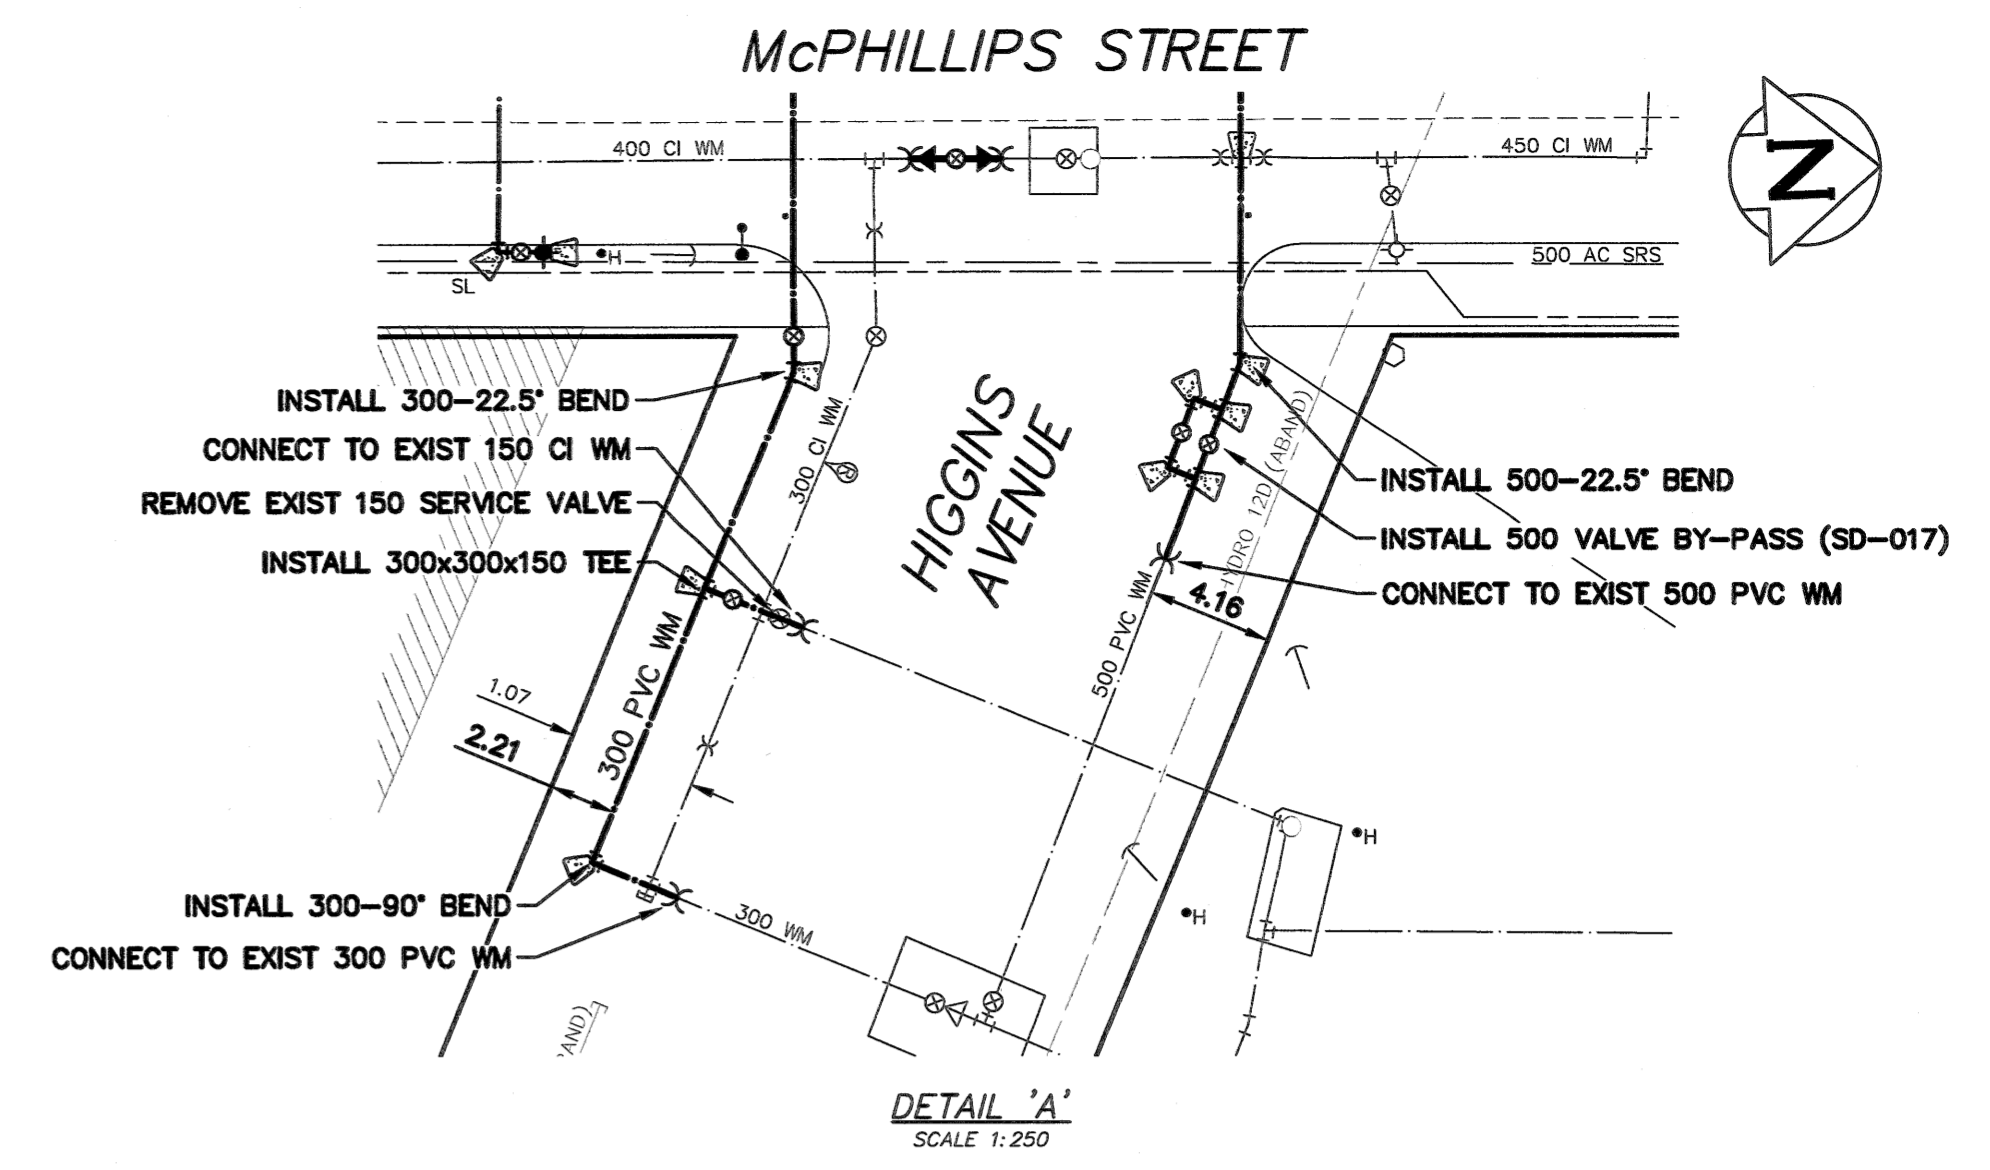 McPHILLIPS STREET
400 CI WM
450 CI WM
N
H
500 AC SRS
SL
INSTALL 300-22.5° BEND
CONNECT TO EXIST 150 CI WM
REMOVE EXIST 150 SERVICE VALVE
INSTALL 300x300x150 TEE
300 CI WM
HIGGINS
AVENUE
HYDRO 12D (ABAND)
INSTALL 500-22.5° BEND
INSTALL 500 VALVE BY-PASS (SD-017)
CONNECT TO EXIST 500 PVC WM
4.16
500 PVC WM
300 PVC WM
1.07
2.21
H
H
INSTALL 300-90° BEND
CONNECT TO EXIST 300 PVC WM
300 WM
DETAIL 'A'
SCALE 1:250